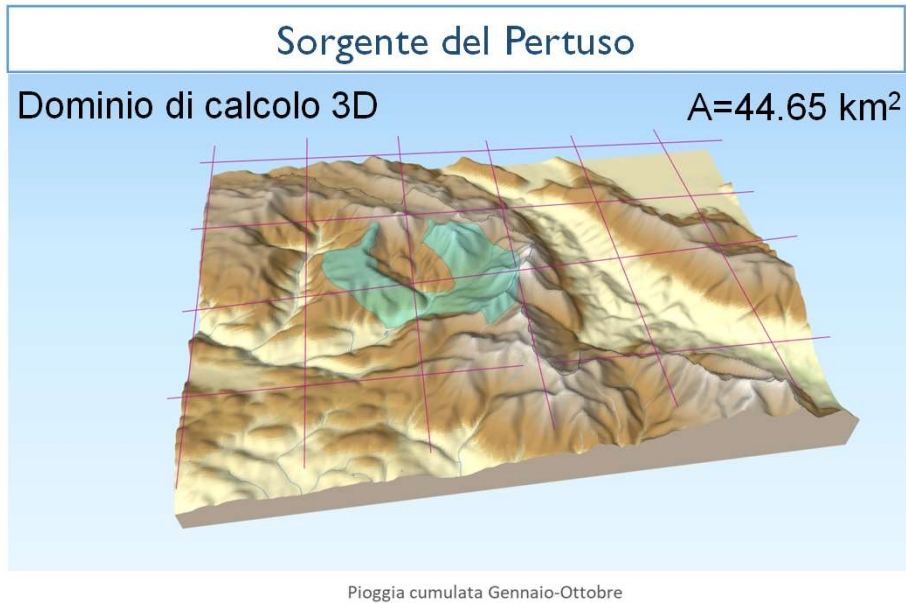 Sorgente del Pertuso
Dominio di calcolo 3D
A=44.65 km²
Pioggia cumulata Gennaio-Ottobre